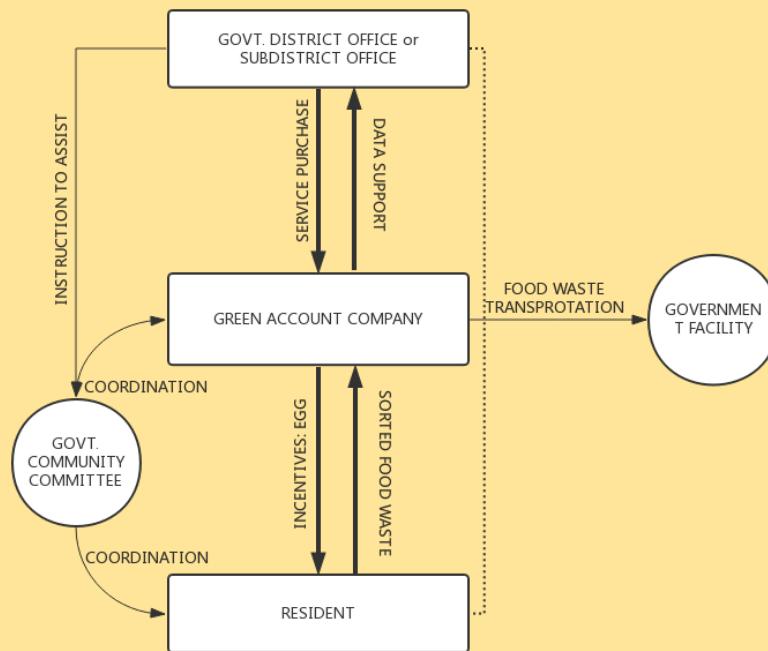 GOVT. DISTRICT OFFICE or
SUBDISTRICT OFFICE
INSTRUCTION TO ASSIST
SERVICE PURCHASE
DATA SUPPORT
FOOD WASTE
TRANSPROTATION
GOVERNMEN
T FACILITY
GREEN ACCOUNT COMPANY
COORDINATION
GOVT.
COMMUNITY
COMMITTEE
INCENTIVES: EGG
SORTED FOOD WASTE
COORDINATION
RESIDENT